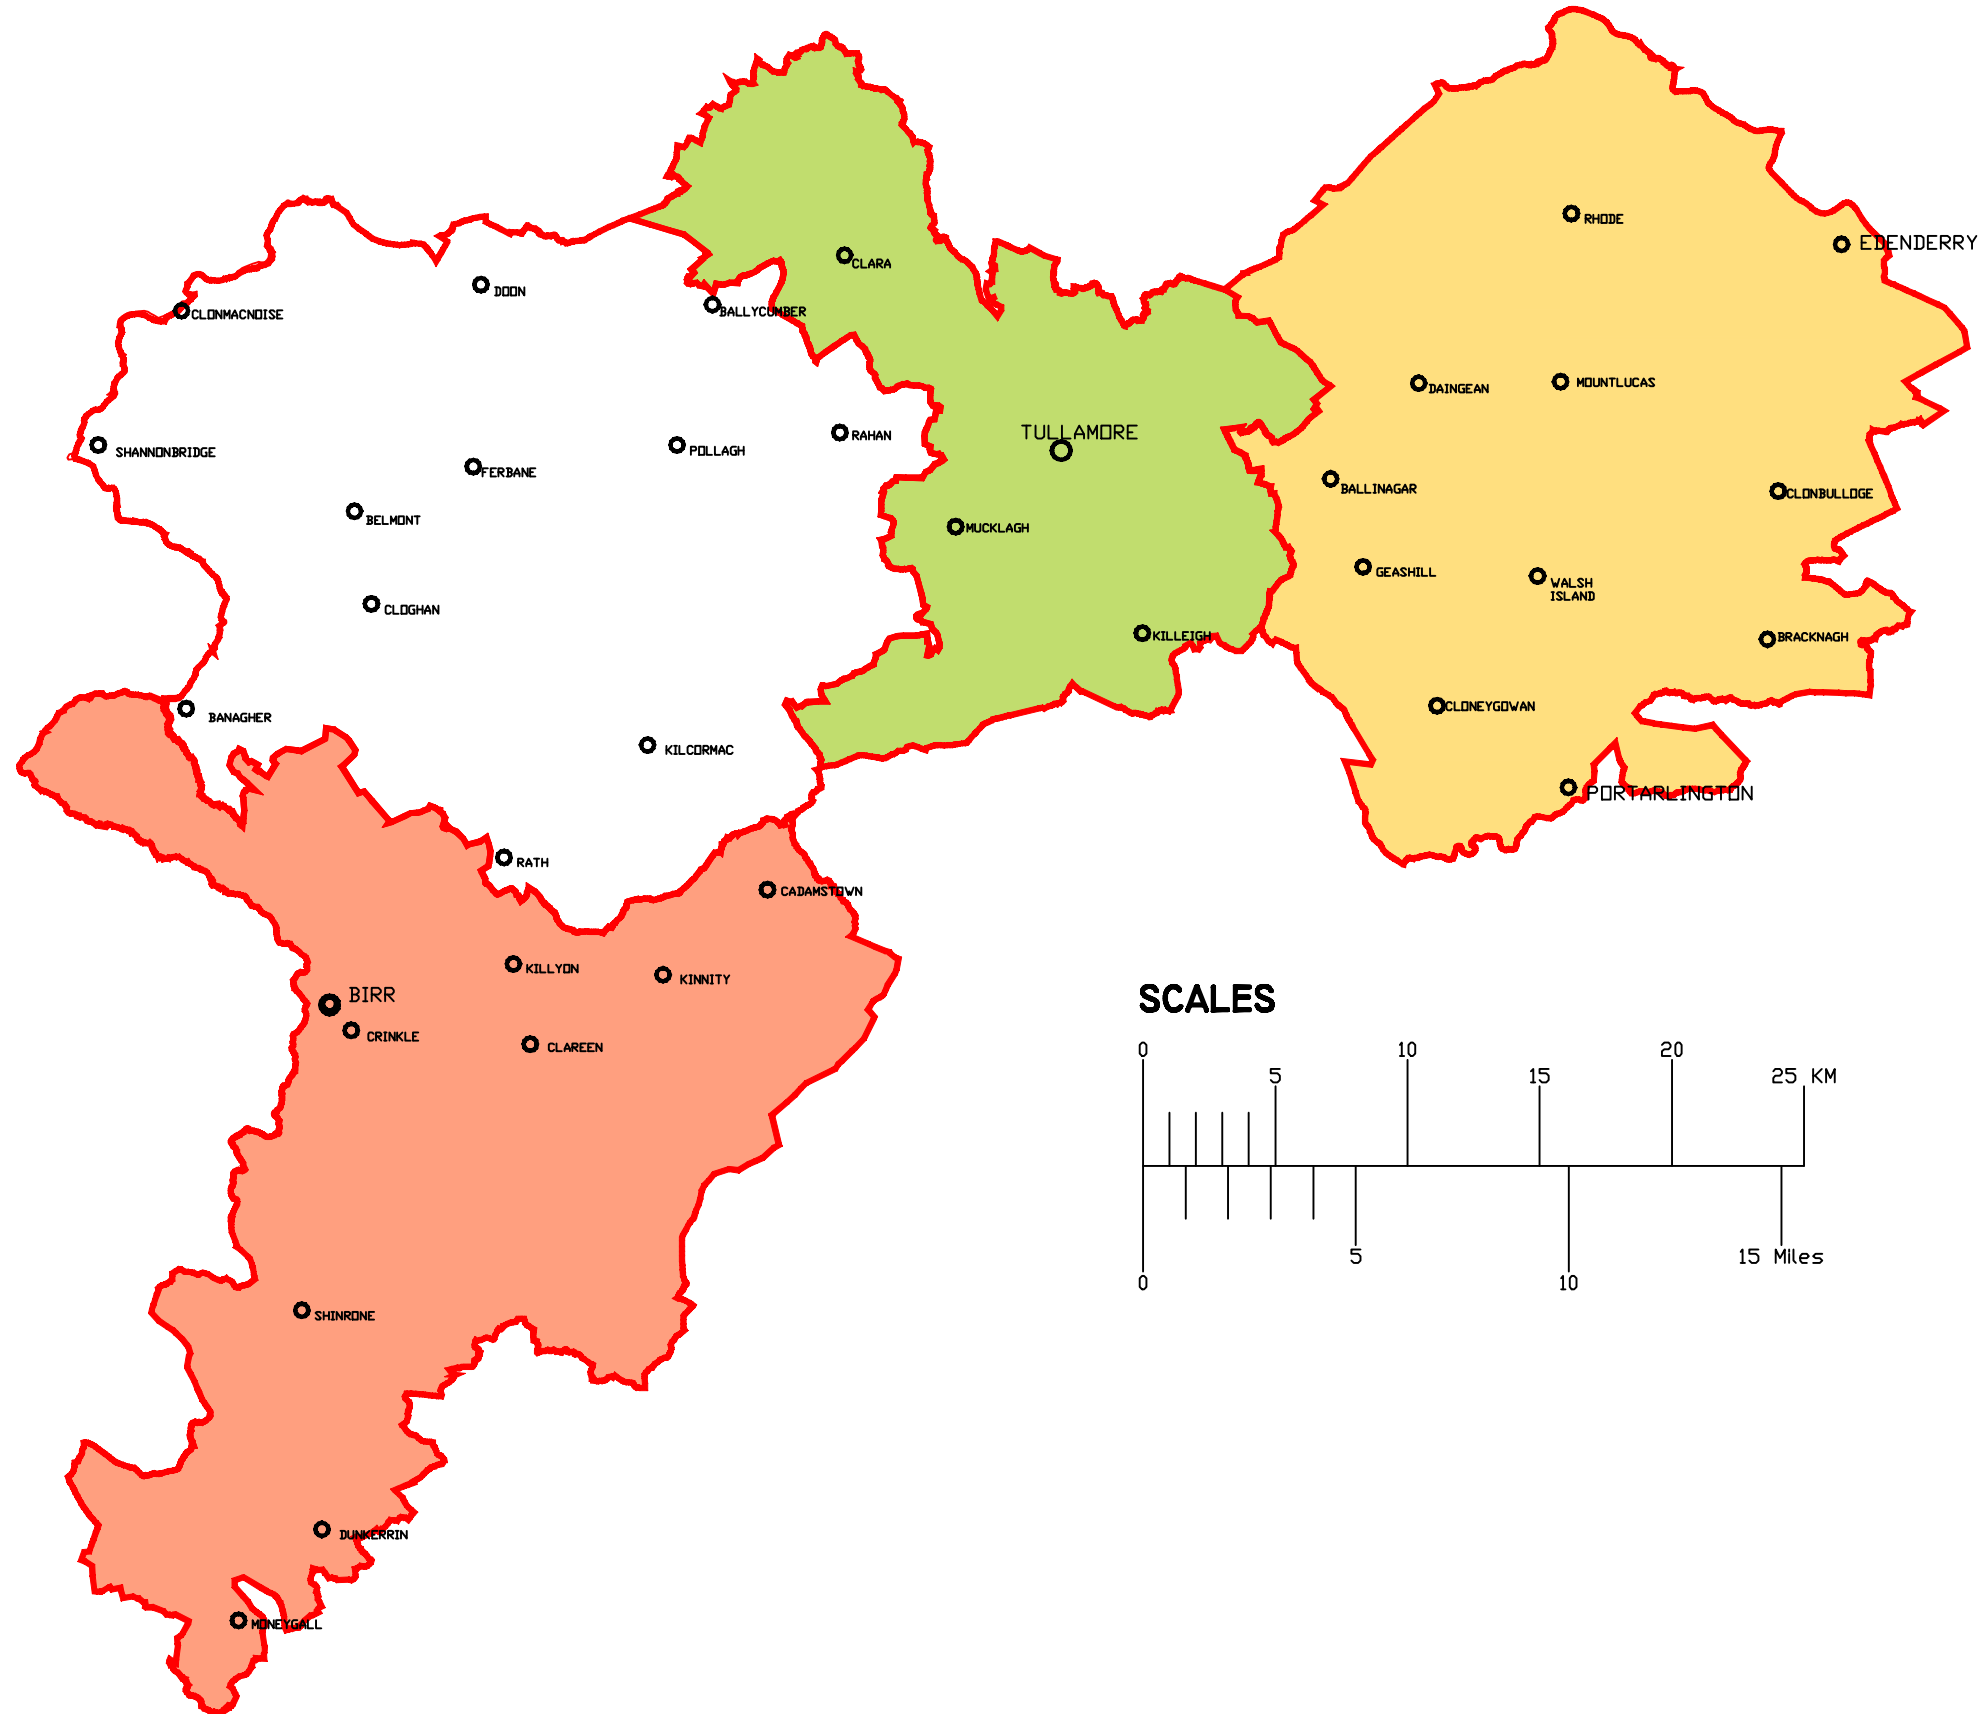 RHODE
EDENDERRY
CLARA
DOON
BALLYCUMBER
CLONMACNOISE
DAINGEAN
MOUNTLUCAS
TULLAMORE
RAHAN
POLLAGH
SHANNONBRIDGE
FERBANE
BALLINAGAR
CLONBULLOGE
BELMONT
MUCKLAGH
GEASHILL
WALSH
ISLAND
CLOGHAN
KILLEIGH
BRACKNAGH
CLONEYGOWAN
BANAGHER
KILCORMAC
PORTARLINGTON
RATH
CADAMSTOWN
KILLYON
KINNITY
BIRR
CRINKLE
CLAREEN
SCALES
0 10 20
5 15 25 KM
5 15 Miles
0 10
SHINRONE
DUNKERRIN
MONEYGALL